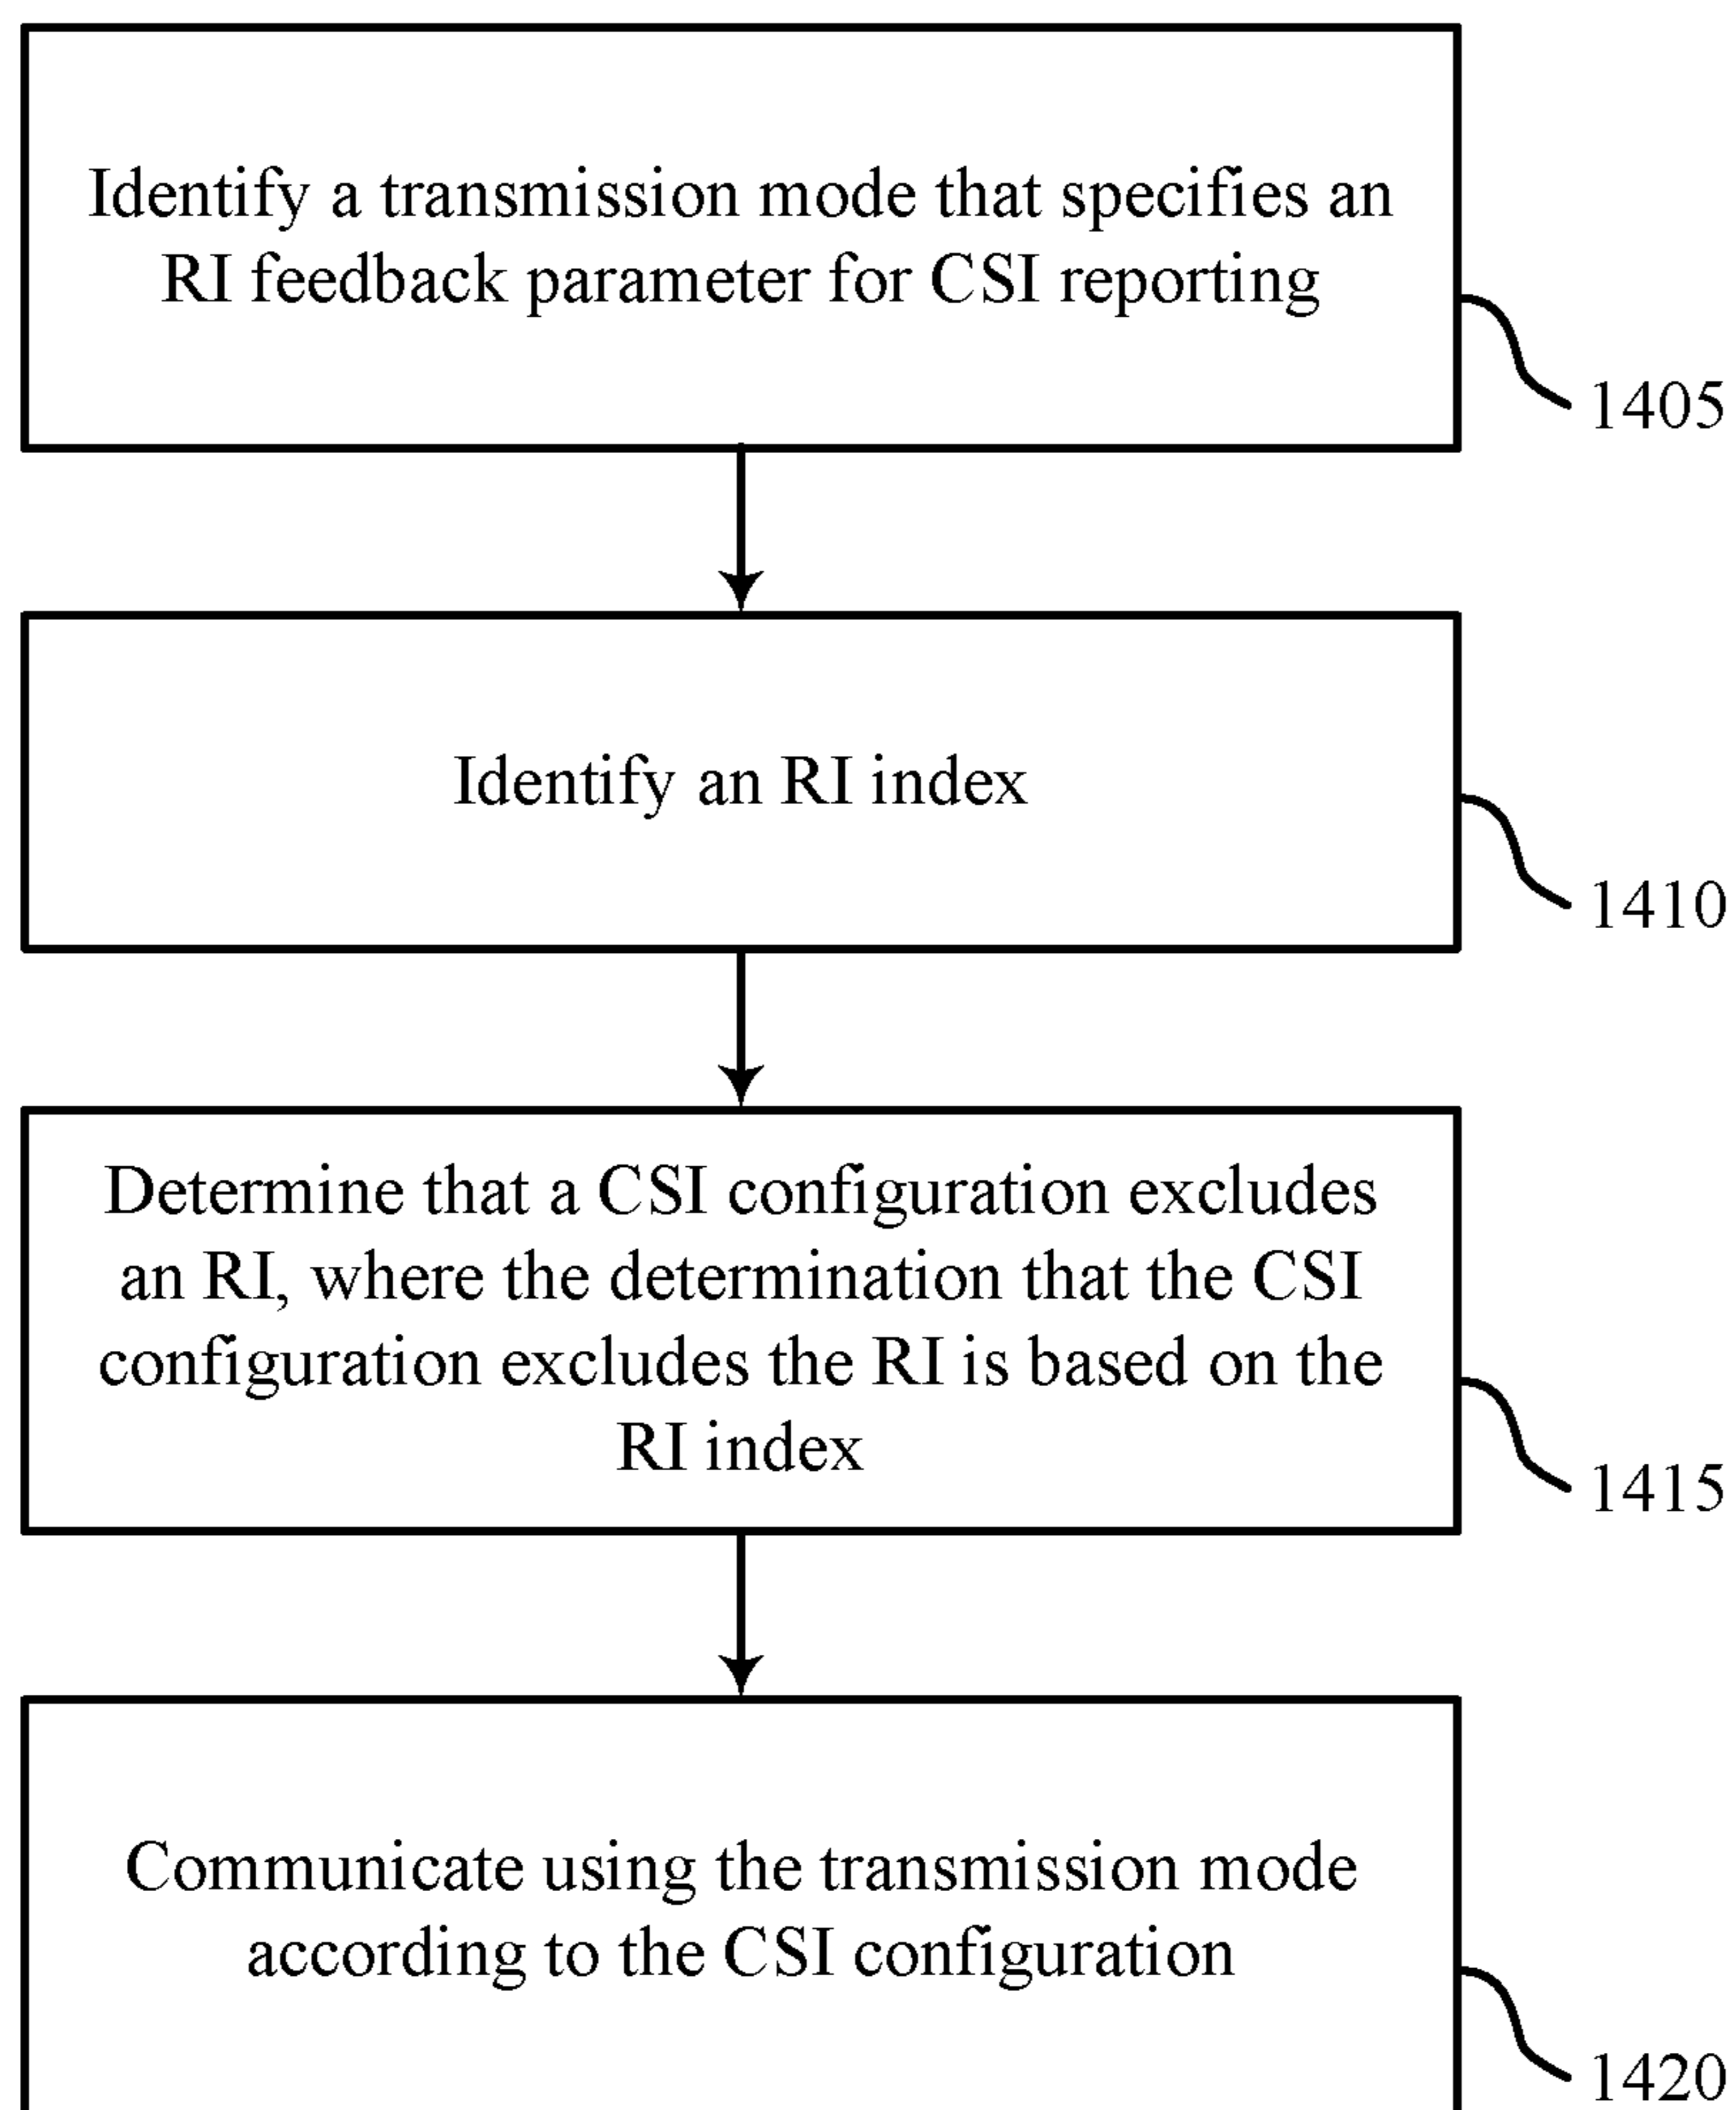 Identify a transmission mode that specifies an
RI feedback parameter for CSI reporting
1405
Identify an RI index
1410
Determine that a CSI configuration excludes
an RI, where the determination that the CSI
configuration excludes the RI is based on the
RI index
1415
Communicate using the transmission mode
according to the CSI configuration
1420